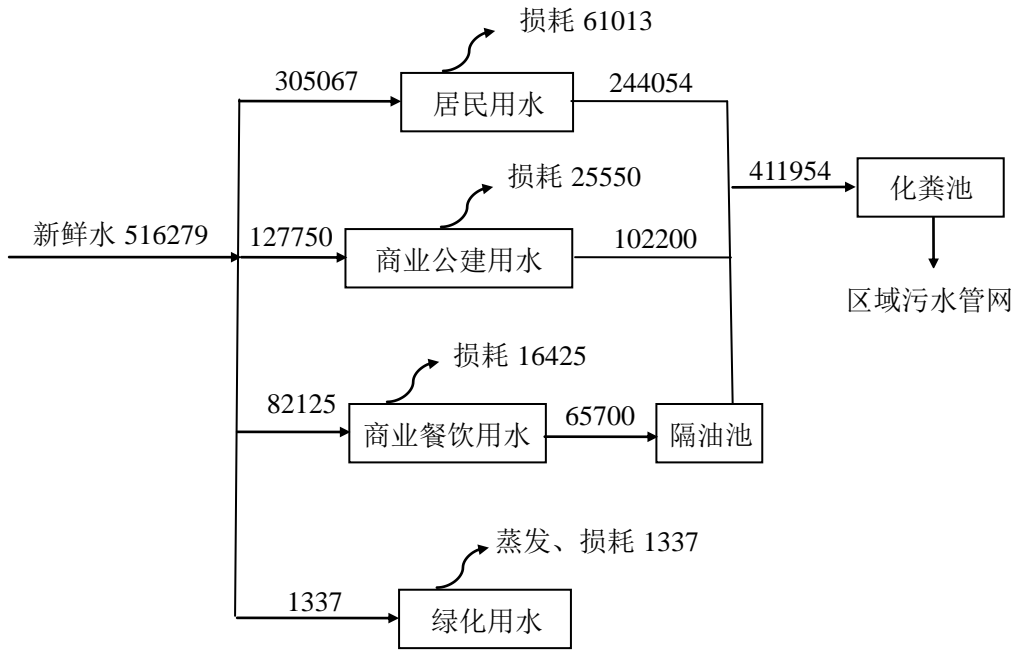 损耗 61013
305067
居民用水
244054
损耗 25550
411954
化粪池
新鲜水 516279
127750
商业公建用水
102200
区域污水管网
损耗 16425
82125
商业餐饮用水
65700
隔油池
蒸发、损耗 1337
1337
绿化用水